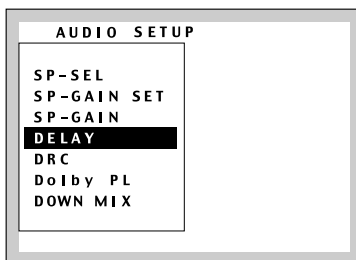 AUDIO SETUP
SP-SEL
SP-GAIN SET
SP-GAIN
DELAY
DRC
Dolby PL
DOWN MIX